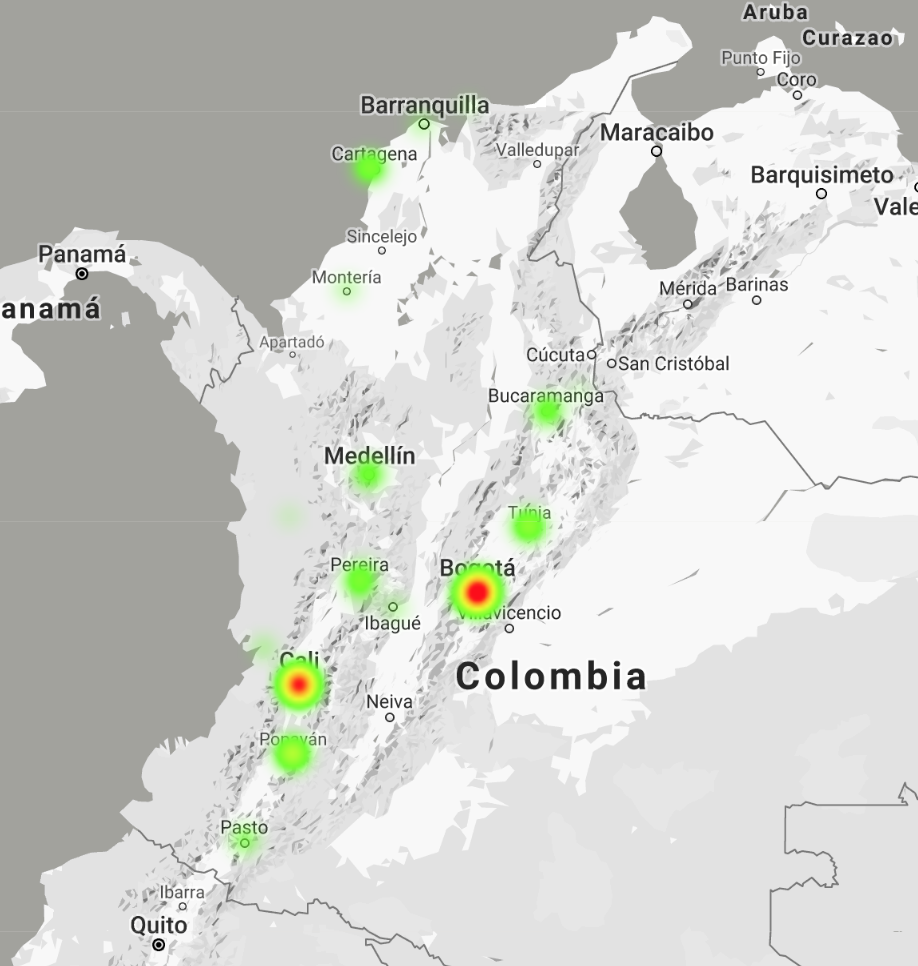 Aruba
Curazao
Punto Fijo
Coro
Barranquilla
Maracaibo
Cartagena
Valledupar
Barquisimeto
Vale
Sincelejo
Panamá
Montería
Mérida
Barinas
anamá
Apartadó
Cúcuta
San Cristóbal
Bucaramanga
Medellín
Tunja
Pereira
Bogotá
Villavicencio
Ibagué
Cali
Colombia
Neiva
Popayán
Pasto
Ibarra
Quito